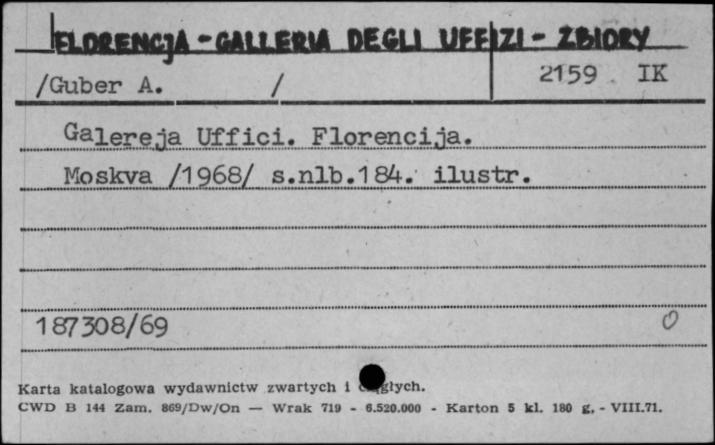 FLORENCJA - GALLERIA DEGLI UFFIZI - ZBIORY
/Guber A. / 2159 IK
Galereja Uffici. Florencija.
Moskva /1968/ s.nlb.184. ilustr.
187308/69 0
Karta katalogowa wydawnictw zwartych i
CWD B 144 Zam. 869/Dw/On — Wrak 719 - 6.520.000 - Karton 5 kl. 180 g. - VIII.71.